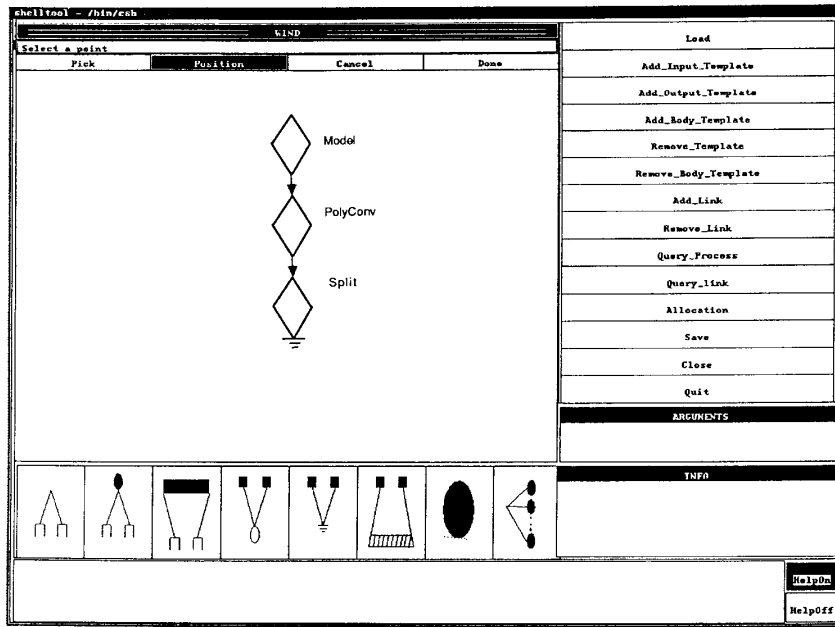 shelltool - /bin/csh
WIND
Select a point
Pick Position Cancel Done
Model
PolyConv
Split
Load
Add_Input_Template
Add_Output_Template
Add_Body_Template
Remove_Template
Remove_Body_Template
Add_Link
Remove_Link
Query_Process
Query_link
Allocation
Save
Close
Quit
ARGUMENTS
INFO
HelpOn
HelpOff